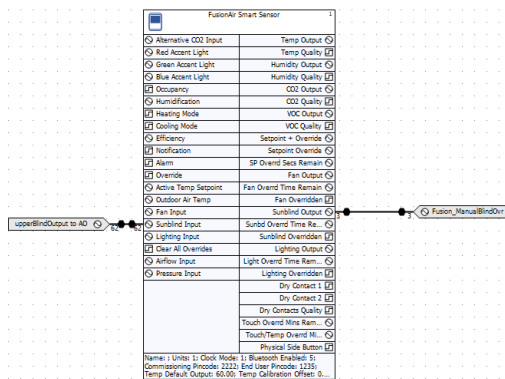 FusionAir Smart Sensor 1
Alternative CO2 Input Temp Output
Red Accent Light Temp Quality
Green Accent Light Humidity Output
Blue Accent Light Humidity Quality
Occupancy CO2 Output
Humidification CO2 Quality
Heating Mode VOC Output
Cooling Mode VOC Quality
Efficiency Setpoint + Override
Notification Setpoint Override
Alarm SP Overrd Secs Remain
Override Fan Output
Active Temp Setpoint Fan Overrd Time Remain
Outdoor Air Temp Fan Overridden
Fan Input Sunblind Output 3 3 Fusion_ManualBlindOvr
upperBlindOutput to AO 62 62 Sunblind Input Sunbd Overrd Time Re...
Lighting Input Sunblind Overridden
Clear All Overrides Lighting Output
Airflow Input Light Overrd Time Rem...
Pressure Input Lighting Overridden
Dry Contact 1
Dry Contact 2
Dry Contacts Quality
Touch Overrd Mins Rem...
Touch/Temp Overrd Mi...
Physical Side Button
Name: ; Units: 1; Clock Mode: 1; Bluetooth Enabled: 5;
Commissioning Pincode: 2222; End User Pincode: 1235;
Temp Default Output: 60.00; Temp Calibration Offset: 0....